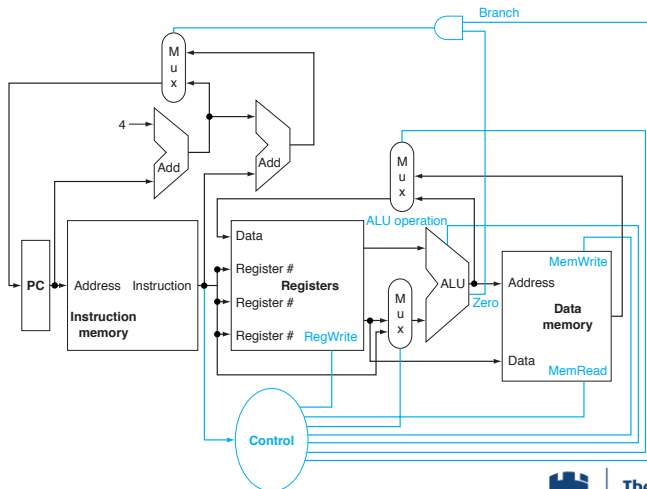 Branch
M
u
x
4
Add
Add
M
u
x
ALU operation
Data
PC
Address
Instruction
Instruction
memory
Register #
Registers
Register #
Register #
RegWrite
M
u
x
ALU
Zero
MemWrite
Address
Data
memory
Data
MemRead
Control
The